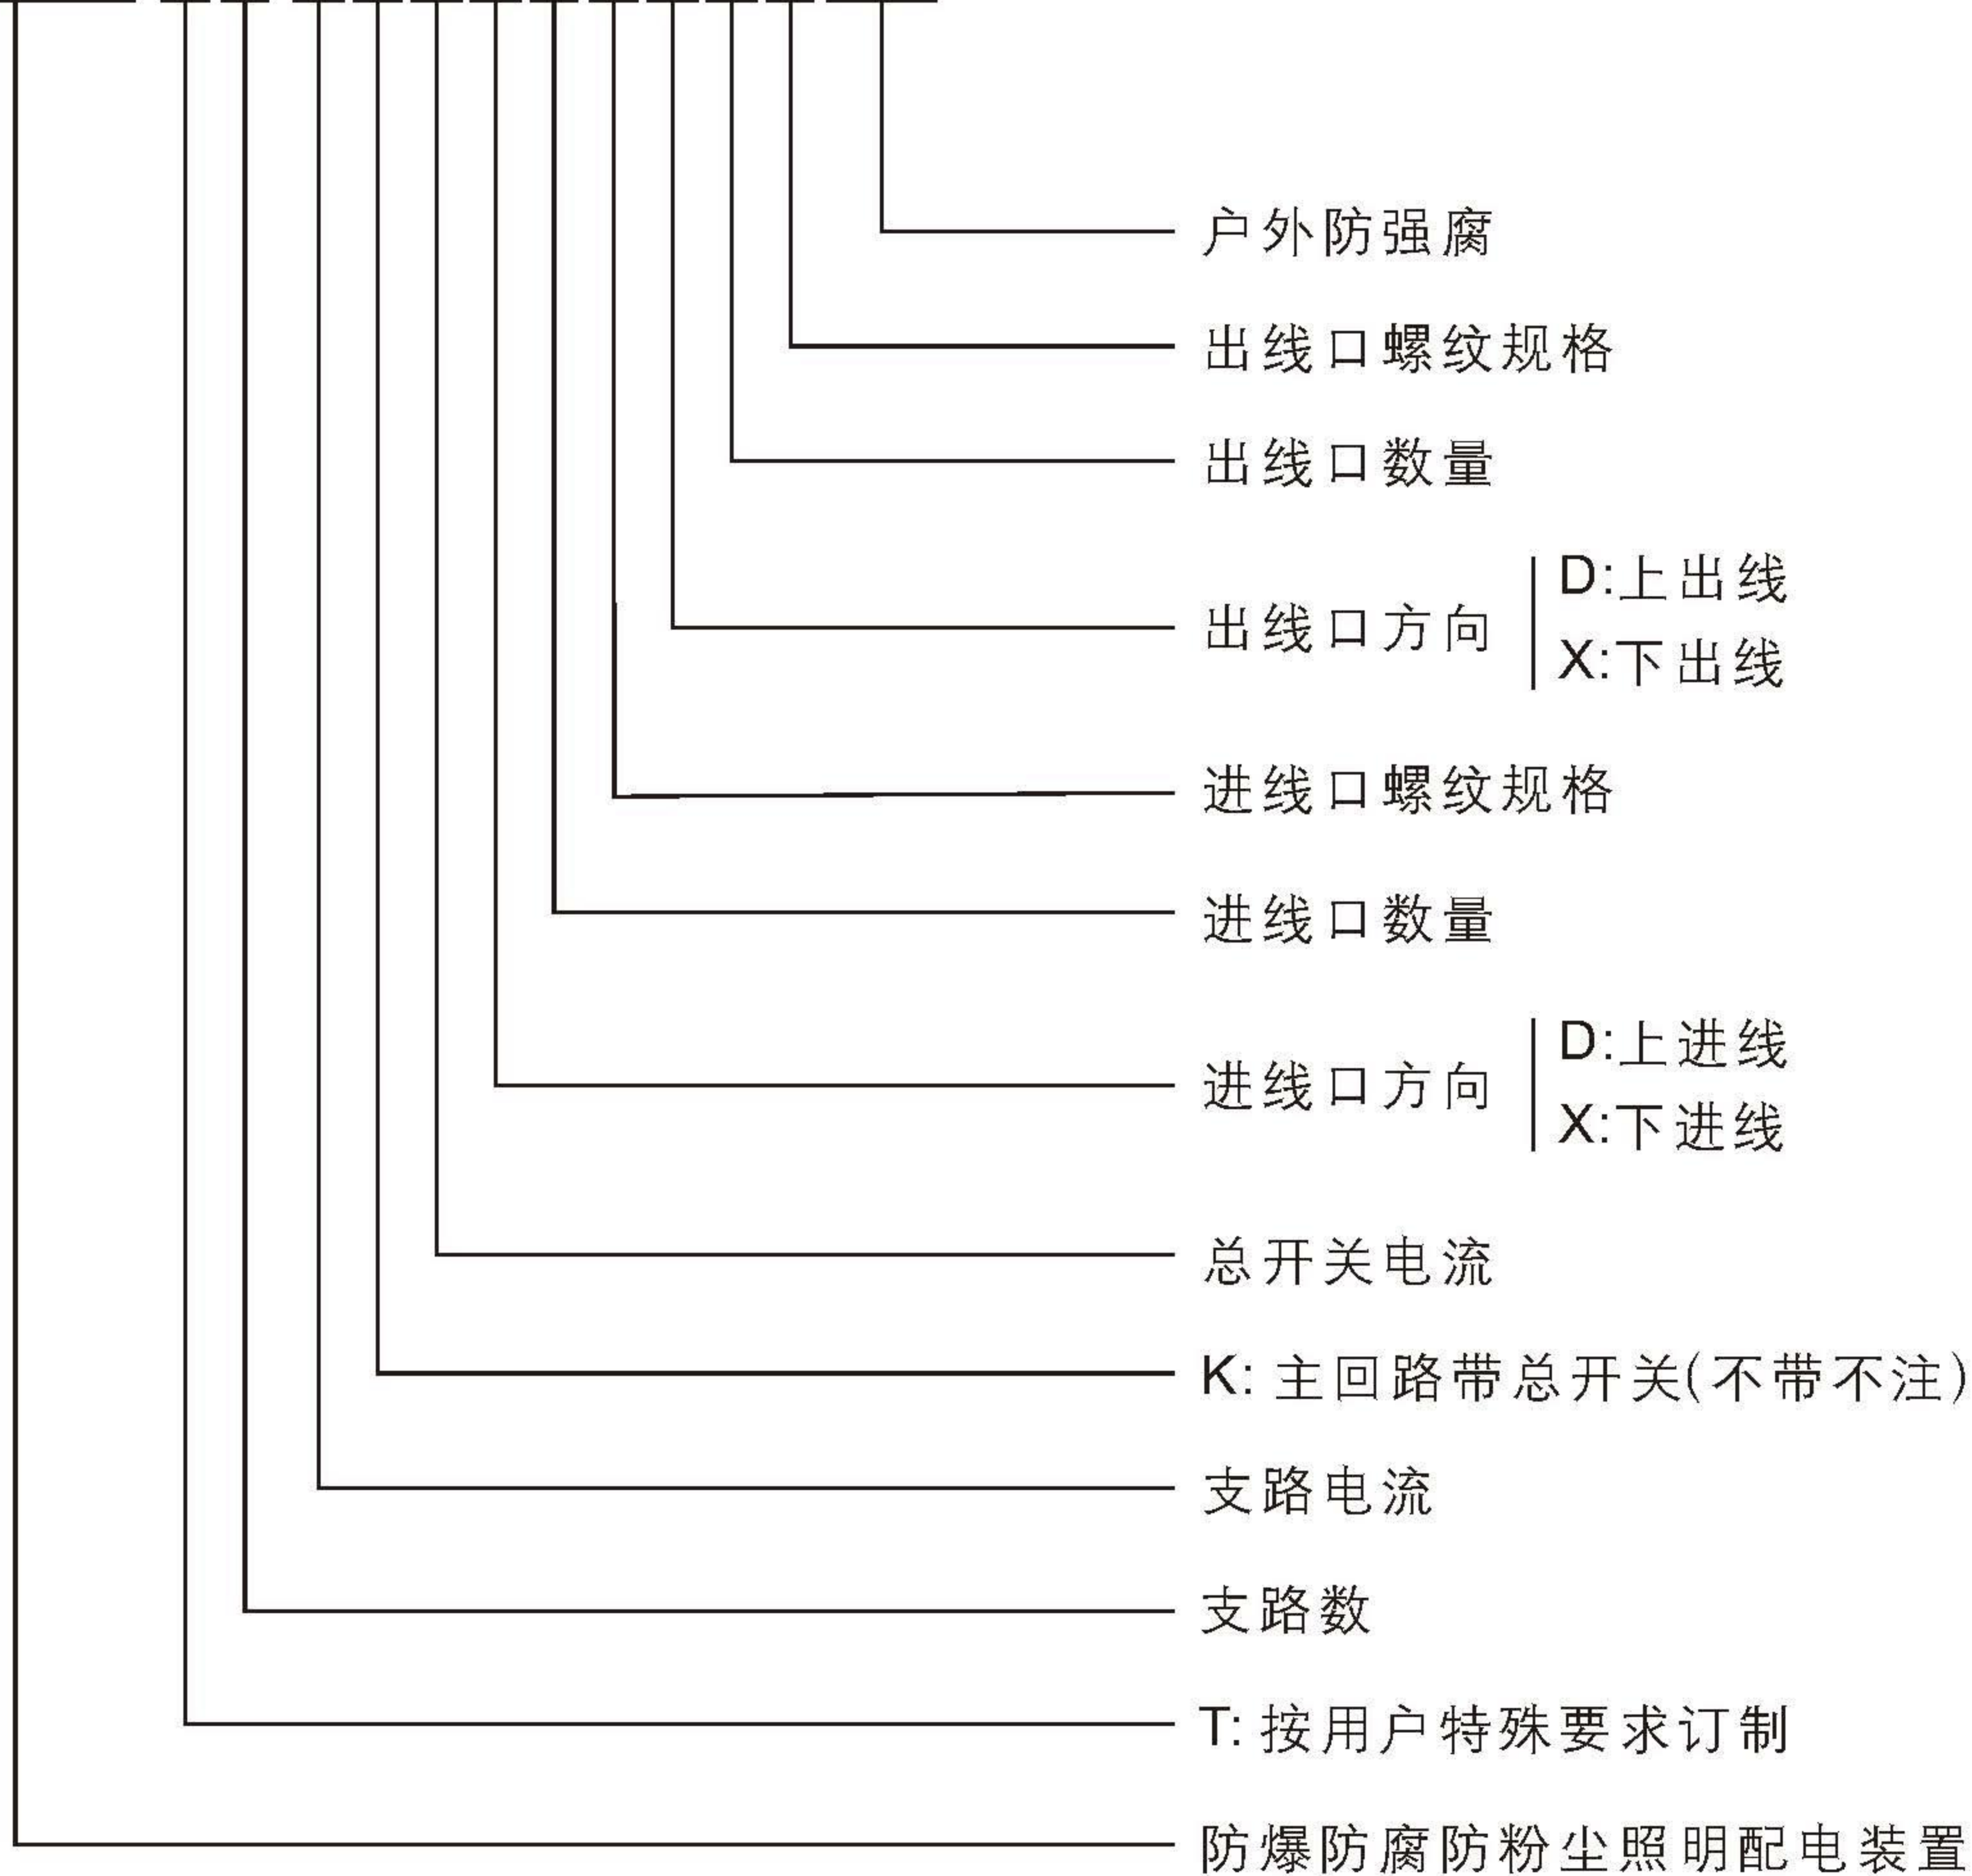 户外防强腐
出线口螺纹规格
出线口数量
D:上出线
出线口方向
X:下出线
进线口螺纹规格
进线口数量
D:上进线
进线口方向
X:下进线
总开关电流
K: 主回路带总开关(不带不注)
支路电流
支路数
T: 按用户特殊要求订制
防爆防腐防粉尘照明配电装置